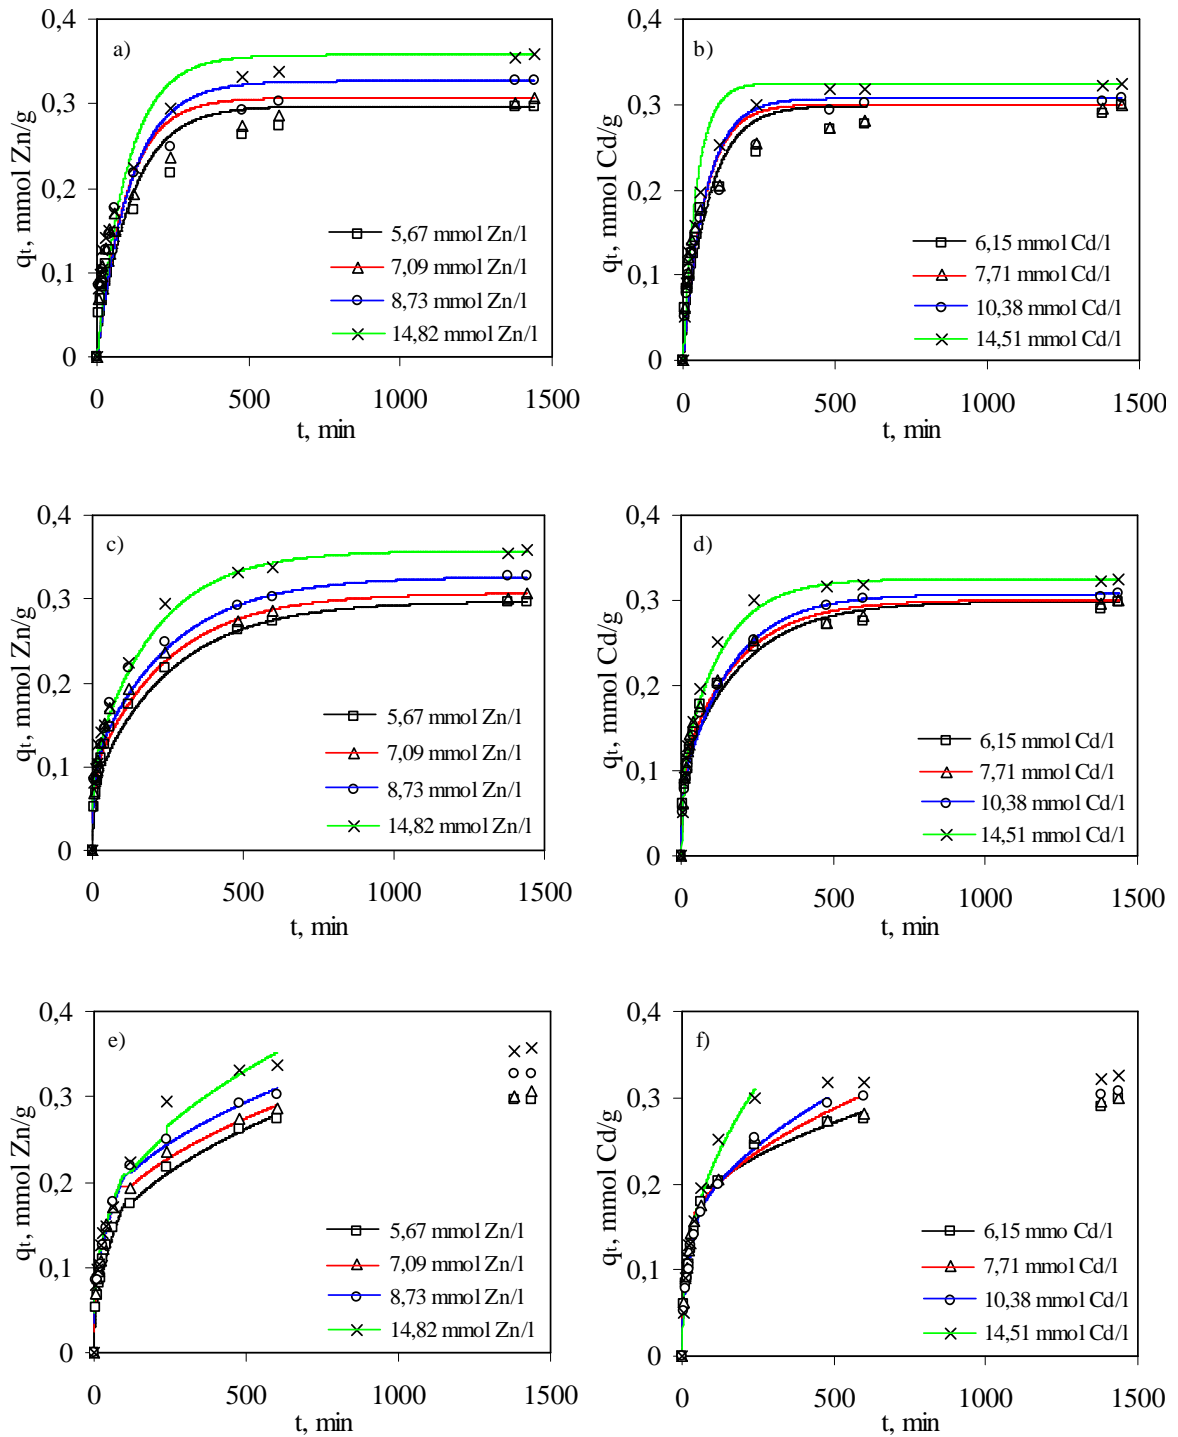 a)
0,4
0,3
0,2
0,1
0
qt, mmol Zn/g
5,67 mmol Zn/l
7,09 mmol Zn/l
8,73 mmol Zn/l
14,82 mmol Zn/l
0 500 1000 1500
t, min
b)
0,4
0,3
0,2
0,1
0
qt, mmol Cd/g
6,15 mmol Cd/l
7,71 mmol Cd/l
10,38 mmol Cd/l
14,51 mmol Cd/l
0 500 1000 1500
t, min
c)
0,4
0,3
0,2
0,1
0
qt, mmol Zn/g
5,67 mmol Zn/l
7,09 mmol Zn/l
8,73 mmol Zn/l
14,82 mmol Zn/l
0 500 1000 1500
t, min
d)
0,4
0,3
0,2
0,1
0
qt, mmol Cd/g
6,15 mmol Cd/l
7,71 mmol Cd/l
10,38 mmol Cd/l
14,51 mmol Cd/l
0 500 1000 1500
t, min
e)
0,4
0,3
0,2
0,1
0
qt, mmol Zn/g
5,67 mmol Zn/l
7,09 mmol Zn/l
8,73 mmol Zn/l
14,82 mmol Zn/l
0 500 1000 1500
t, min
f)
0,4
0,3
0,2
0,1
0
qt, mmol Cd/g
6,15 mmo Cd/l
7,71 mmol Cd/l
10,38 mmol Cd/l
14,51 mmol Cd/l
0 500 1000 1500
t, min